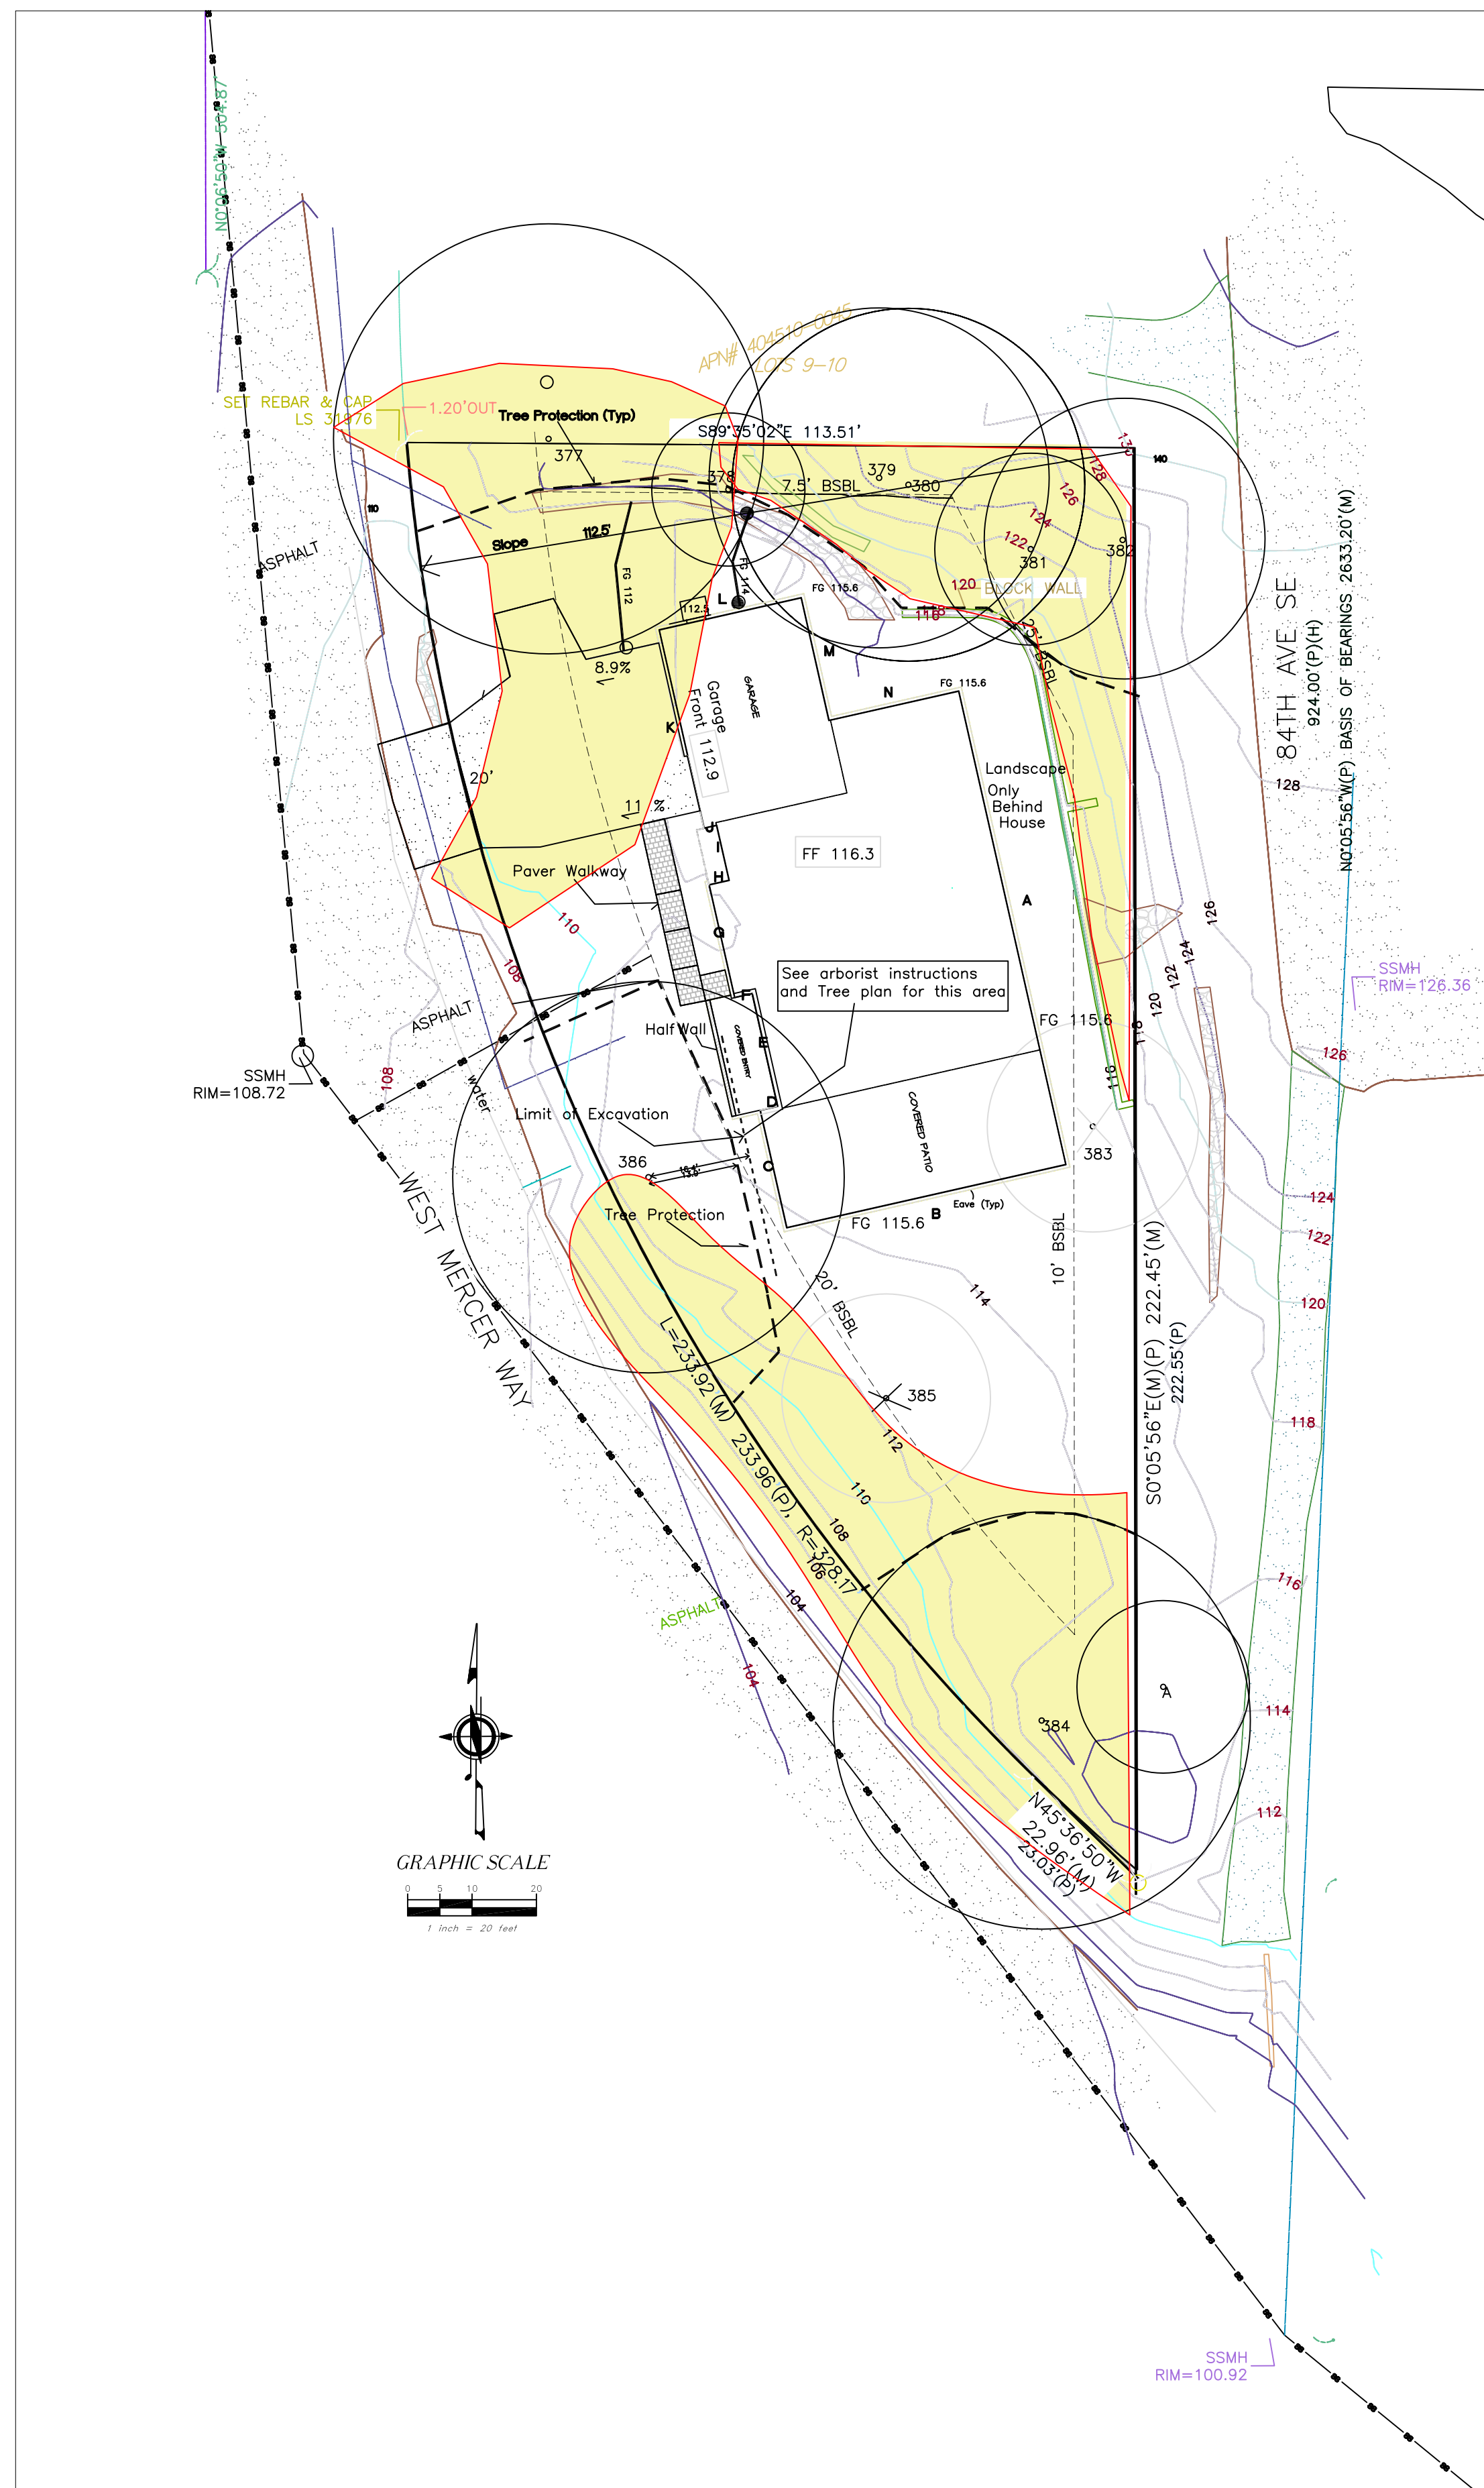 N0°06'50"W 504.87'
APN# 404510-0045
LOTS 9-10
SET REBAR & CAP
LS 31976
1.20'OUT
Tree Protection (Typ)
S89°35'02"E 113.51'
377
378
379
380
7.5' BSBL
130
128
126
124
122
140
110
ASPHALT
Slope
112.5'
FG 112
FG 114
381
382
120
BLOCK WALL
118
116
FG 115.6
L
112.5
25' BSBL
M
8.9%
N
FG 115.6
K
GARAGE
Garage
Front 112.9
84TH AVE SE
924.00'(P)(H)
N0°05'56"W(P) BASIS OF BEARINGS 2633.20'(M)
128
20'
Landscape
Only
Behind
House
11 %
J
I
H
FF 116.3
Paver Walkway
A
G
110
108
126
124
122
120
118
116
See arborist instructions
and Tree plan for this area
SSMH
RIM=126.36
F
FG 115.6
ASPHALT
Half Wall
E
COVERED ENTRY
126
SSMH
RIM=108.72
108
water
D
Limit of Excavation
COVERED PATIO
383
386
C
124
Tree Protection
Eave (Typ)
B
FG 115.6
122
WEST MERCER WAY
10' BSBL
S0°05'56"E(M)(P) 222.45'(M)
222.55'(P)
114
120
20' BSBL
L=233.92'(M) 233.96'(P), R=328.17'
385
112
118
110
108
106
104
116
ASPHALT
104
A
384
114
112
N45°36'50"W
22.96'(M)
23.03'(P)
GRAPHIC SCALE
0 5 10 20
1 inch = 20 feet
SSMH
RIM=100.92